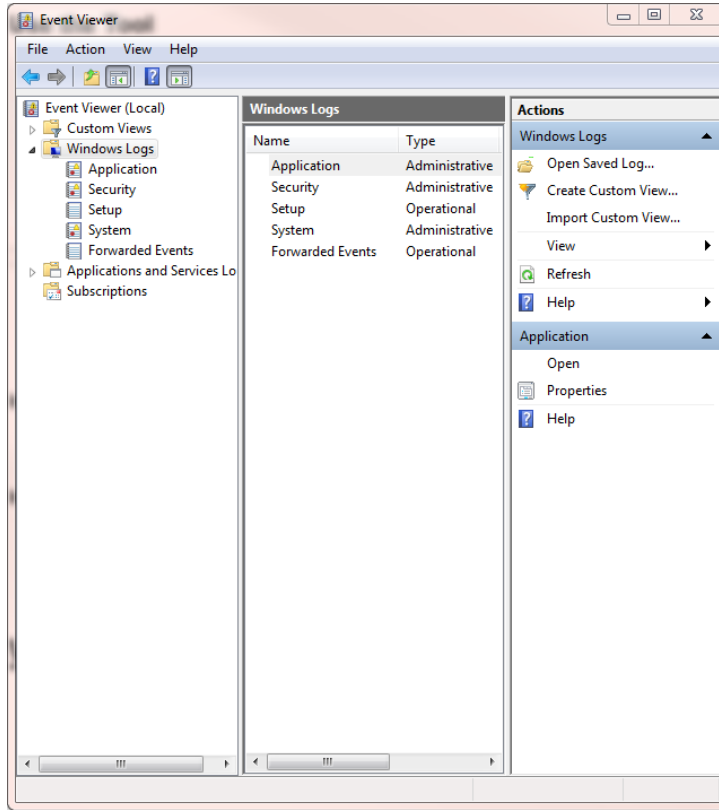 Event Viewer
File Action View Help
Event Viewer (Local)
Custom Views
Windows Logs
Application
Security
Setup
System
Forwarded Events
Applications and Services Lo
Subscriptions
Windows Logs
Name Type
Application Administrative
Security Administrative
Setup Operational
System Administrative
Forwarded Events Operational
Actions
Windows Logs
Open Saved Log...
Create Custom View...
Import Custom View...
View
Refresh
Help
Application
Open
Properties
Help